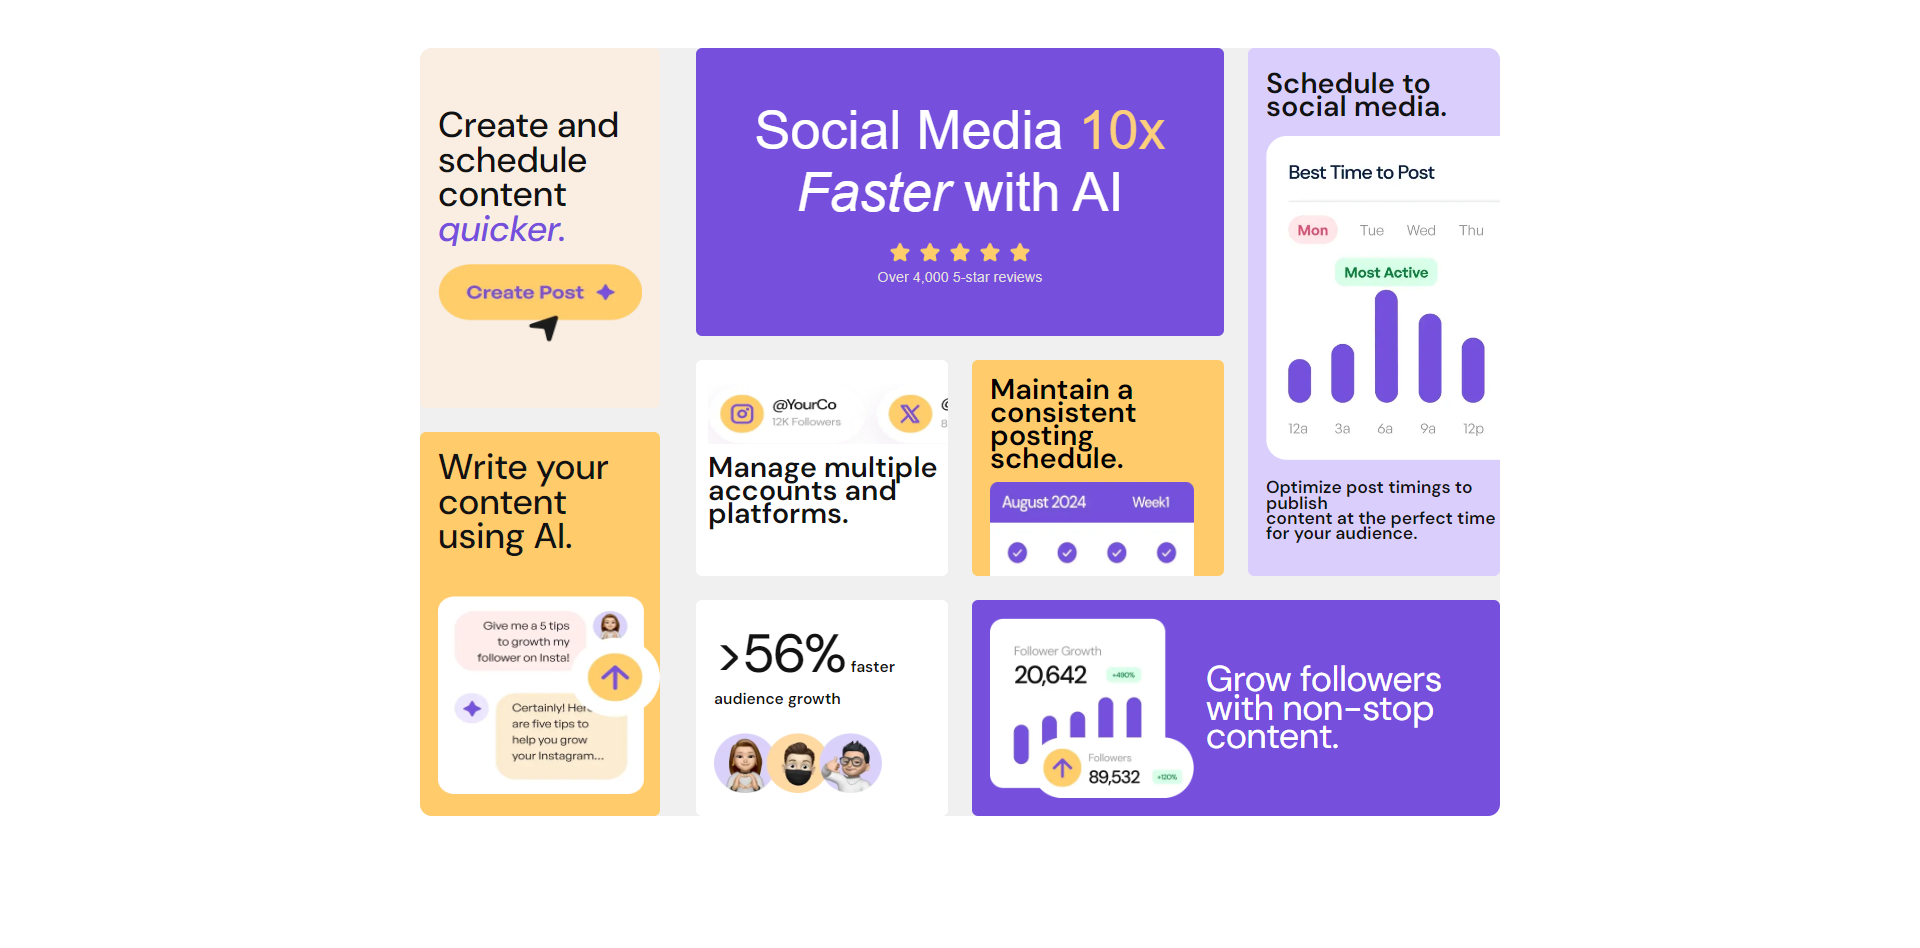 Create and
schedule
content
quicker.
Create Post
Write your
content
using AI.
Give me a 5 tips
to growth my
follower on Insta!
Certainly! Here
are five tips to
help you grow
your Instagram...
Social Media 10x
Faster with AI
Over 4,000 5-star reviews
@YourCo
12K Followers
@
8
Manage multiple
accounts and
platforms.
Maintain a
consistent
posting
schedule.
August 2024 Week1
>56% faster
audience growth
Schedule to
social media.
Best Time to Post
Mon Tue Wed Thu
Most Active
12a 3a 6a 9a 12p
Optimize post timings to
publish
content at the perfect time
for your audience.
Follower Growth
20,642 +490%
Followers
89,532 +120%
Grow followers
with non-stop
content.